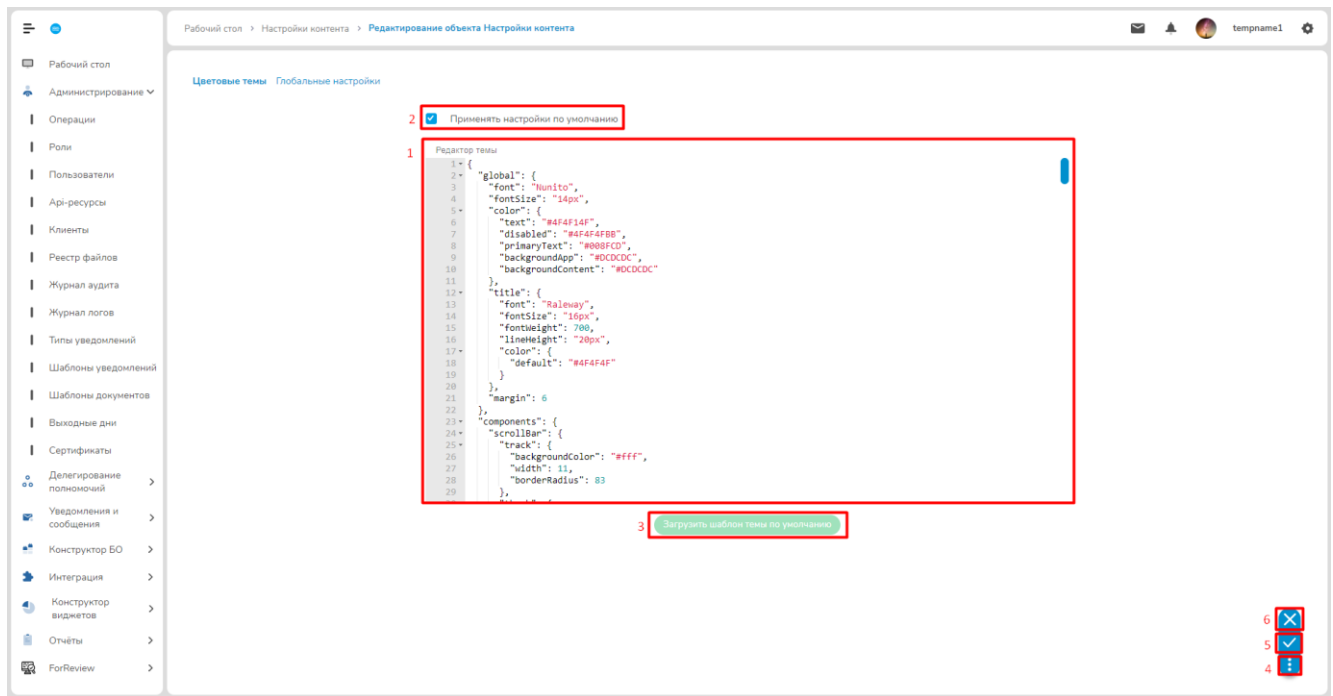 Рабочий стол > Настройки контента > Редактирование объекта Настройки контента
tempname1
Рабочий стол
Администрирование
Операции
Роли
Пользователи
Api-ресурсы
Клиенты
Реестр файлов
Журнал аудита
Журнал логов
Типы уведомлений
Шаблоны уведомлений
Шаблоны документов
Выходные дни
Сертификаты
Делегирование
полномочий
Уведомления и
сообщения
Конструктор БО
Интеграция
Конструктор
виджетов
Отчёты
ForReview
Цветовые темы Глобальные настройки
2 Применять настройки по умолчанию
1 Редактор темы
1 {
2 "global": {
3 "font": "Nunito",
4 "fontSize": "14px",
5 "color": {
6 "text": "#4F4F14F",
7 "disabled": "#4F4F4FBB",
8 "primaryText": "#008FCD",
9 "backgroundApp": "#DCDCDC",
10 "backgroundContent": "#DCDCDC"
11 },
12 "title": {
13 "font": "Raleway",
14 "fontSize": "16px",
15 "fontWeight": 700,
16 "lineHeight": "20px",
17 "color": {
18 "default": "#4F4F4F"
19 }
20 },
21 "margin": 6
22 },
23 "components": {
24 "scrollBar": {
25 "track": {
26 "backgroundColor": "#fff",
27 "width": 11,
28 "borderRadius": 83
29 },
3 Загрузить шаблон темы по умолчанию
6
5
4